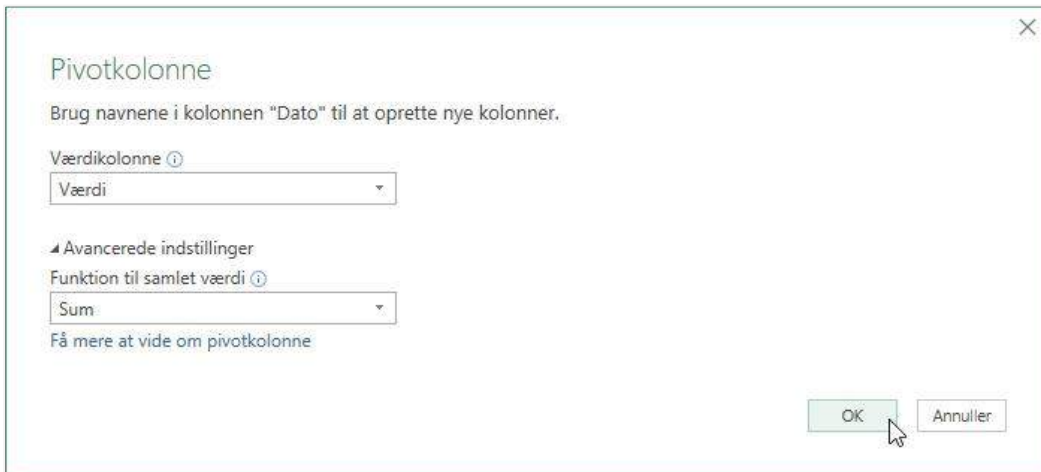 Pivotkolonne
Brug navnene i kolonnen "Dato" til at oprette nye kolonner.
Værdikolonne
Værdi
Avancerede indstillinger
Funktion til samlet værdi
Sum
Få mere at vide om pivotkolonne
OK
Annuller